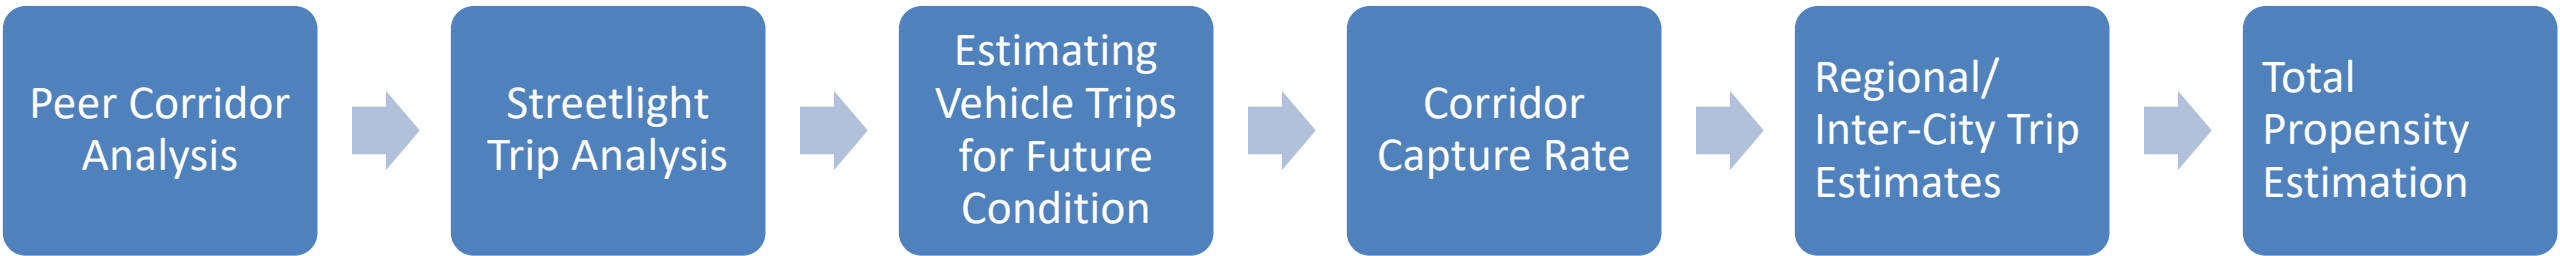 Peer Corridor
Analysis
Streetlight
Trip Analysis
Estimating
Vehicle Trips
for Future
Condition
Corridor
Capture Rate
Regional/
Inter-City Trip
Estimates
Total
Propensity
Estimation